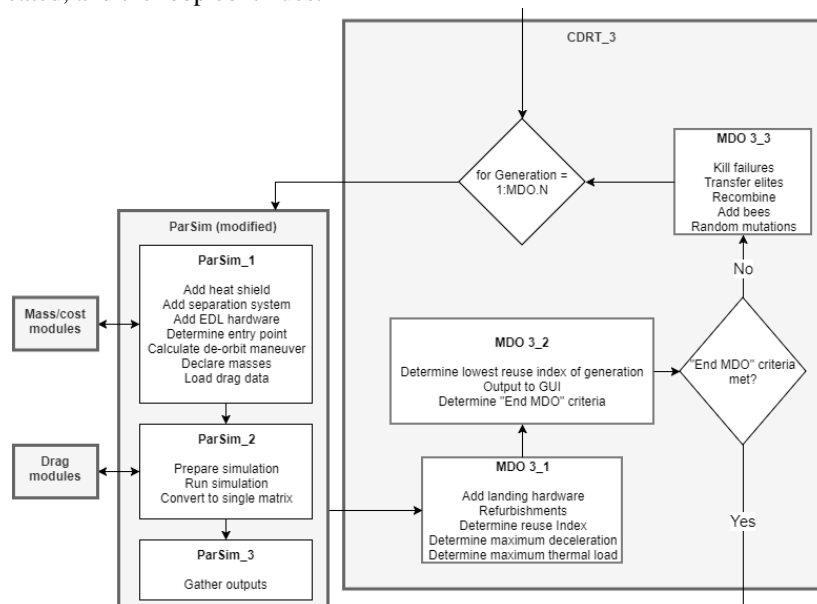 CDRT_3
for Generation =
1:MDO.N
MDO 3_3
Kill failures
Transfer elites
Recombine
Add bees
Random mutations
No
ParSim (modified)
ParSim_1
Add heat shield
Add separation system
Add EDL hardware
Determine entry point
Calculate de-orbit maneuver
Declare masses
Load drag data
Mass/cost
modules
MDO 3_2
Determine lowest reuse index of generation
Output to GUI
Determine "End MDO" criteria
"End MDO" criteria
met?
ParSim_2
Prepare simulation
Run simulation
Convert to single matrix
Drag
modules
MDO 3_1
Add landing hardware
Refurbishments
Determine reuse Index
Determine maximum deceleration
Determine maximum thermal load
Yes
ParSim_3
Gather outputs